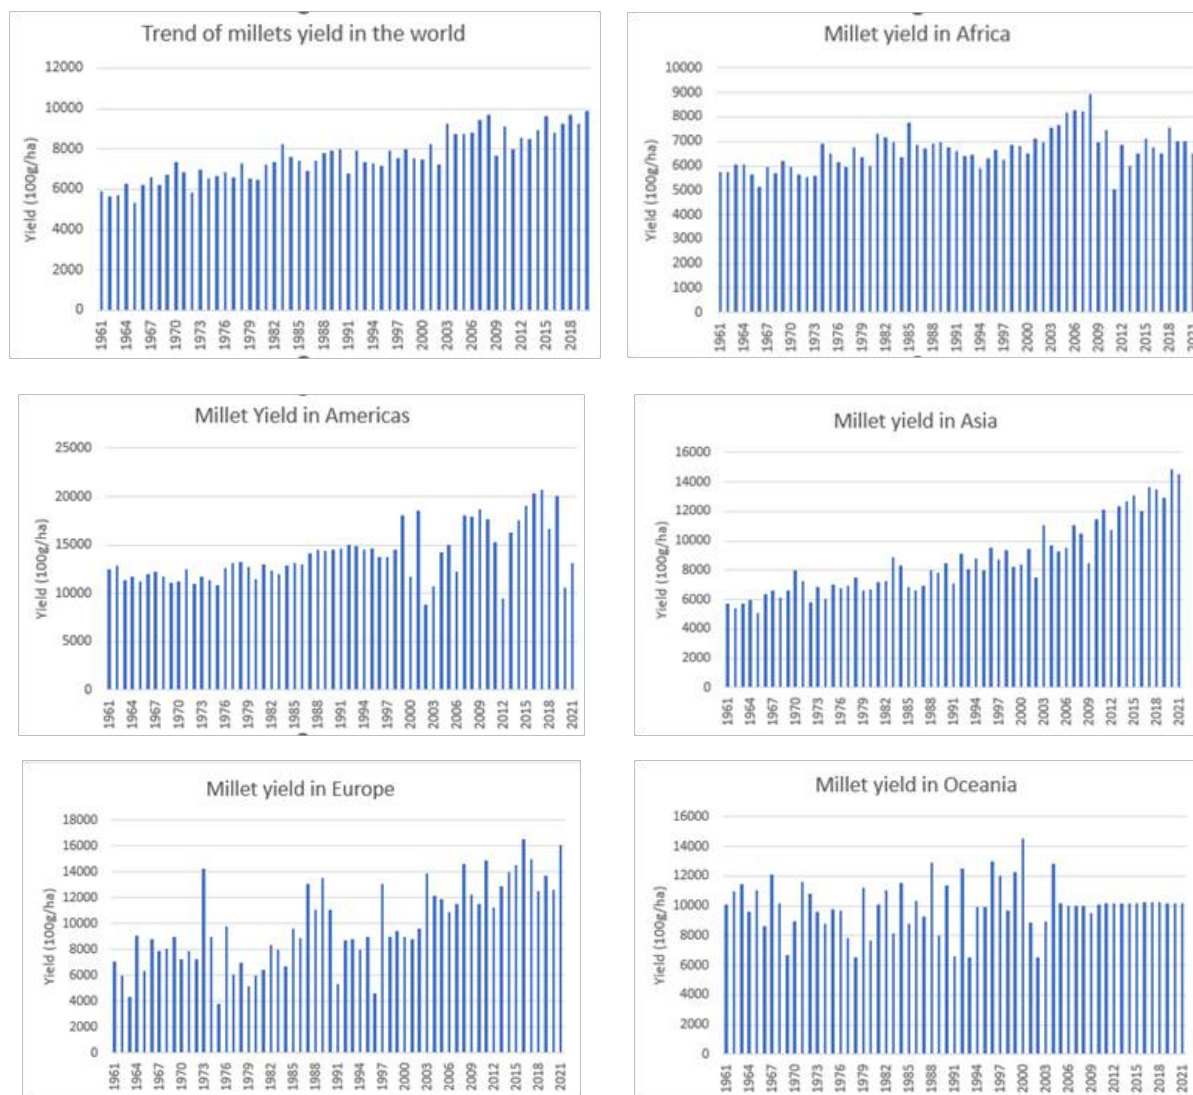 Trend of millets yield in the world
Yield (100g/ha)
12000
10000
8000
6000
4000
2000
0
1961 1964 1967 1970 1973 1976 1979 1982 1985 1988 1991 1994 1997 2000 2003 2006 2009 2012 2015 2018
Millet yield in Africa
Yield (100g/ha)
10000
9000
8000
7000
6000
5000
4000
3000
2000
1000
0
1961 1964 1967 1970 1973 1976 1979 1982 1985 1988 1991 1994 1997 2000 2003 2006 2009 2012 2015 2018 2021
Millet Yield in Americas
Yield (100g/ha)
25000
20000
15000
10000
5000
0
1961 1964 1967 1970 1973 1976 1979 1982 1985 1988 1991 1994 1997 2000 2003 2006 2009 2012 2015 2018 2021
Millet yield in Asia
Yield (100g/ha)
16000
14000
12000
10000
8000
6000
4000
2000
0
1961 1964 1967 1970 1973 1976 1979 1982 1985 1988 1991 1994 1997 2000 2003 2006 2009 2012 2015 2018 2021
Millet yield in Europe
Yield (100g/ha)
18000
16000
14000
12000
10000
8000
6000
4000
2000
0
1961 1964 1967 1970 1973 1976 1979 1982 1985 1988 1991 1994 1997 2000 2003 2006 2009 2012 2015 2018 2021
Millet yield in Oceania
Yield (100g/ha)
16000
14000
12000
10000
8000
6000
4000
2000
0
1961 1964 1967 1970 1973 1976 1979 1982 1985 1988 1991 1994 1997 2000 2003 2006 2009 2012 2015 2018 2021